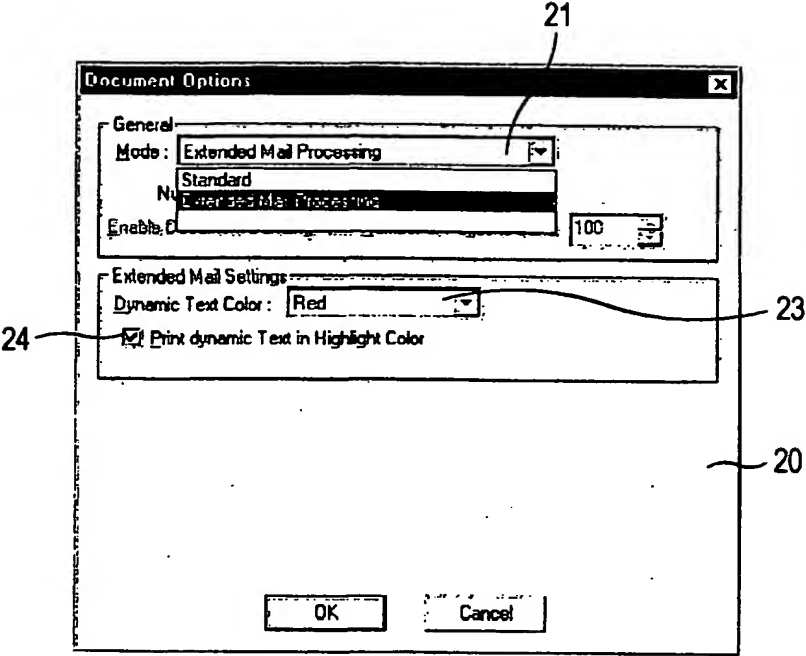 21
Document Options
General
Mode : Extended Mail Processing
Standard
Nu
Extended Mail Processing
Enable D
100
Extended Mail Settings
Dynamic Text Color : Red
23
24
Print dynamic Text in Highlight Color
20
OK Cancel